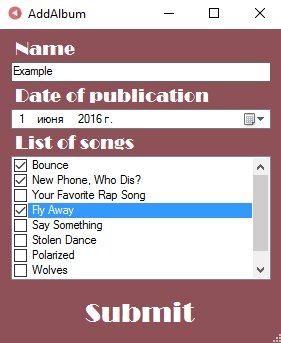 AddAlbum
Name
Example
Date of publication
1 июня 2016 г.
List of songs
Bounce
New Phone, Who Dis?
Your Favorite Rap Song
Fly Away
Say Something
Stolen Dance
Polarized
Wolves
Submit